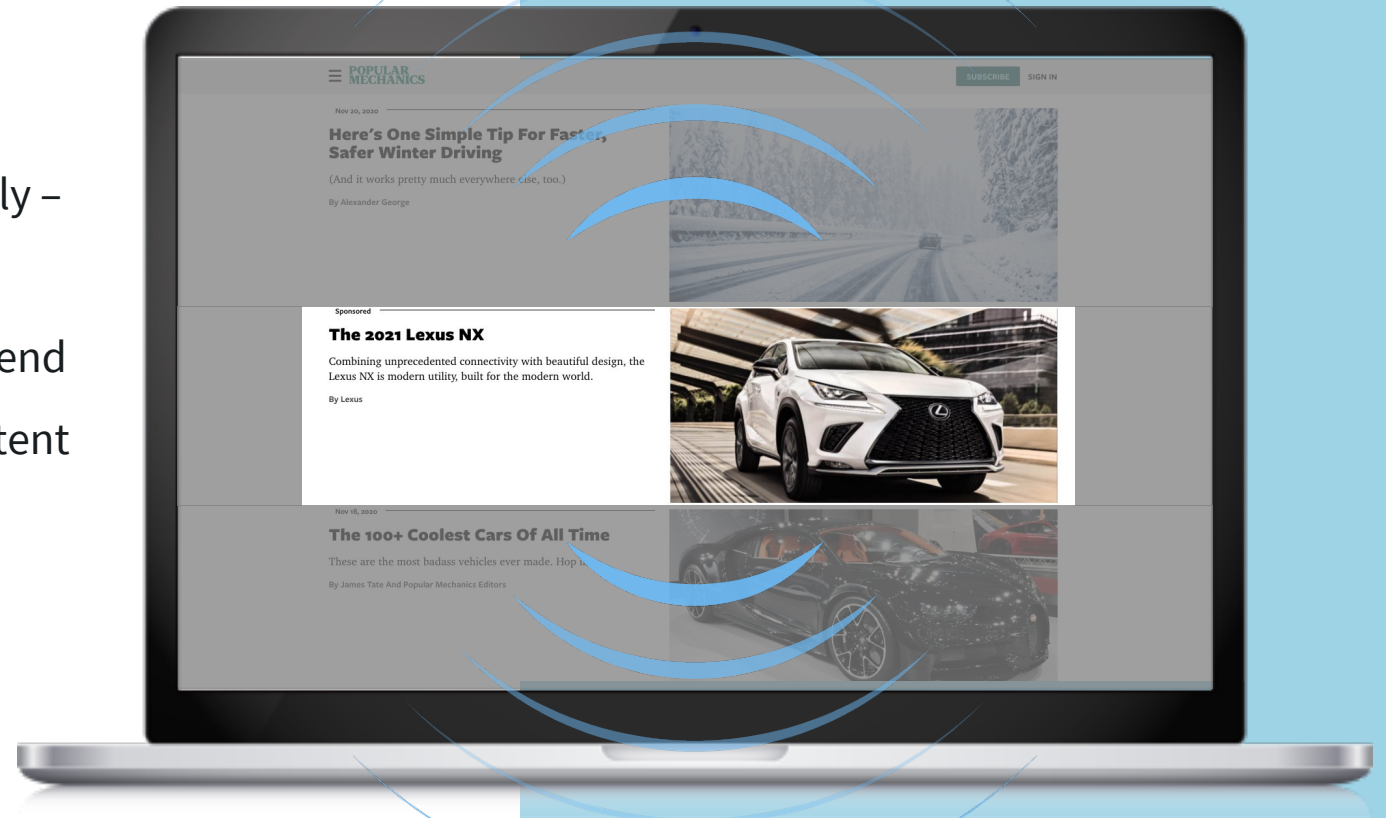 ly –
end
tent
POPULAR
MECHANICS
SUBSCRIBE SIGN IN
Nov 20, 2020
Here's One Simple Tip For Faster,
Safer Winter Driving
(And it works pretty much everywhere else, too.)
By Alexander George
Sponsored
The 2021 Lexus NX
Combining unprecedented connectivity with beautiful design, the
Lexus NX is modern utility, built for the modern world.
By Lexus
Nov 18, 2020
The 100+ Coolest Cars Of All Time
These are the most badass vehicles ever made. Hop
By James Tate And Popular Mechanics Editors